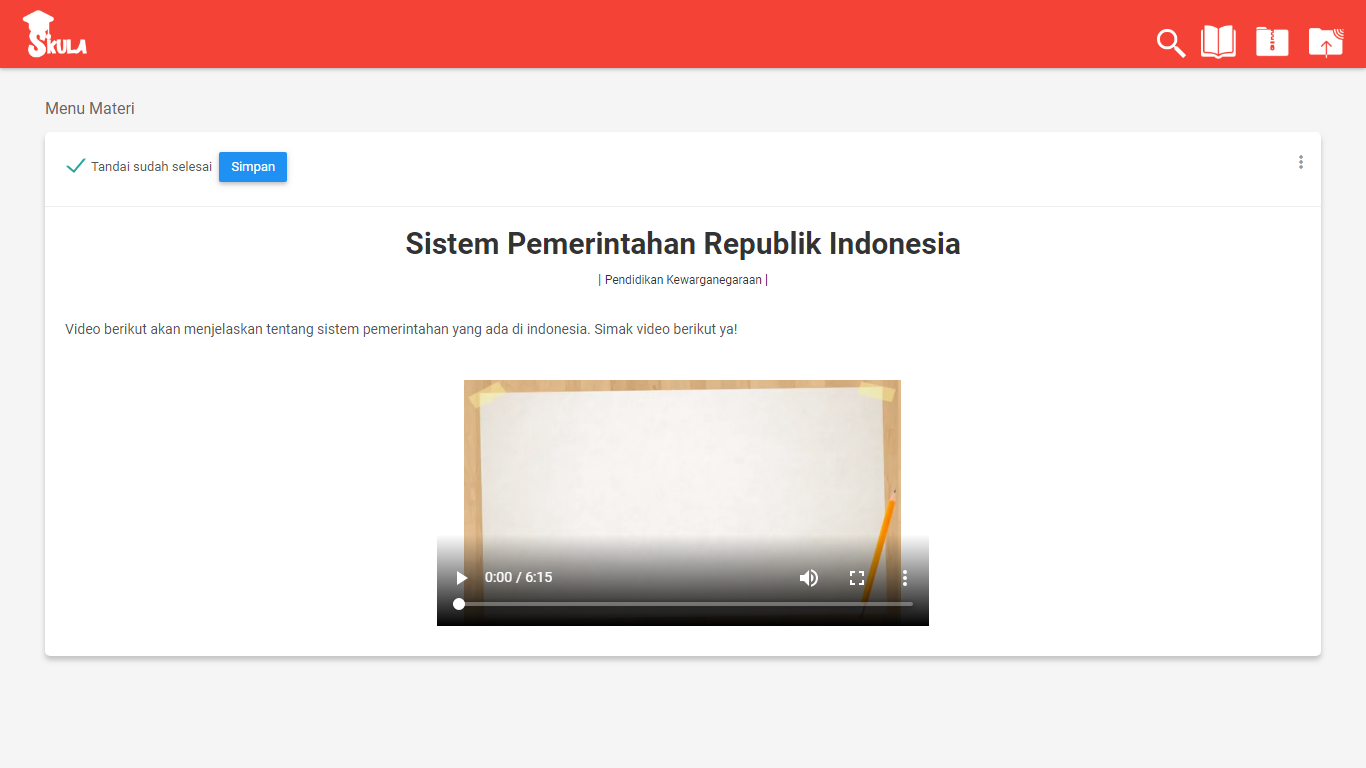 SKULA
Menu Materi
Tandai sudah selesai Simpan
Sistem Pemerintahan Republik Indonesia
| Pendidikan Kewarganegaraan |
Video berikut akan menjelaskan tentang sistem pemerintahan yang ada di indonesia. Simak video berikut ya!
0:00 / 6:15